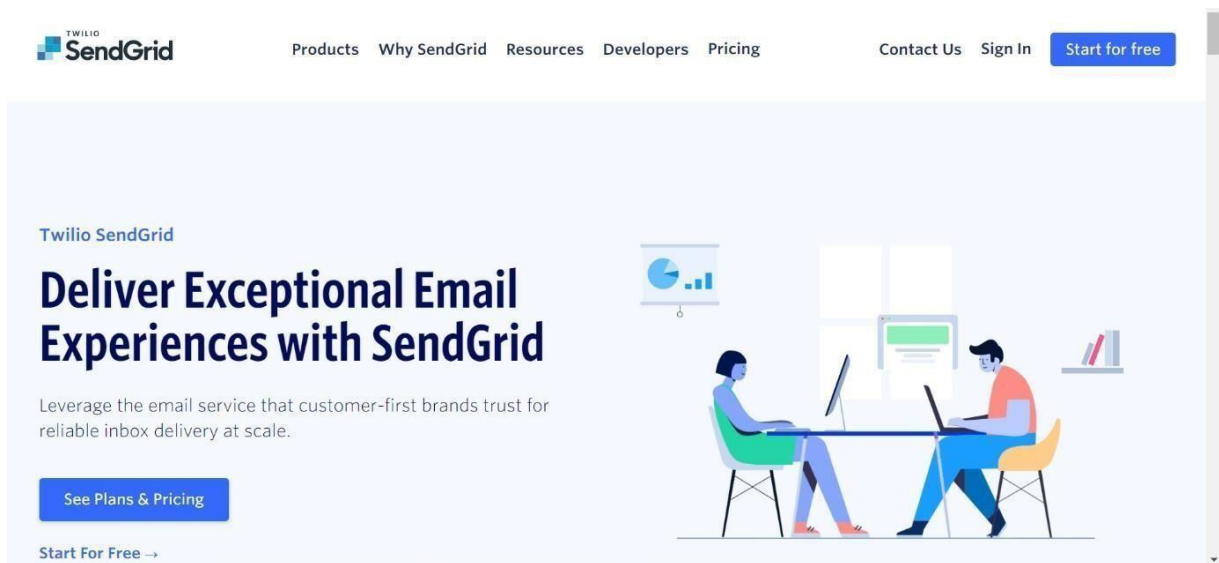 TWILIO
SendGrid
Products Why SendGrid Resources Developers Pricing Contact Us Sign In Start for free
Twilio SendGrid
Deliver Exceptional Email
Experiences with SendGrid
Leverage the email service that customer-first brands trust for
reliable inbox delivery at scale.
See Plans & Pricing
Start For Free →